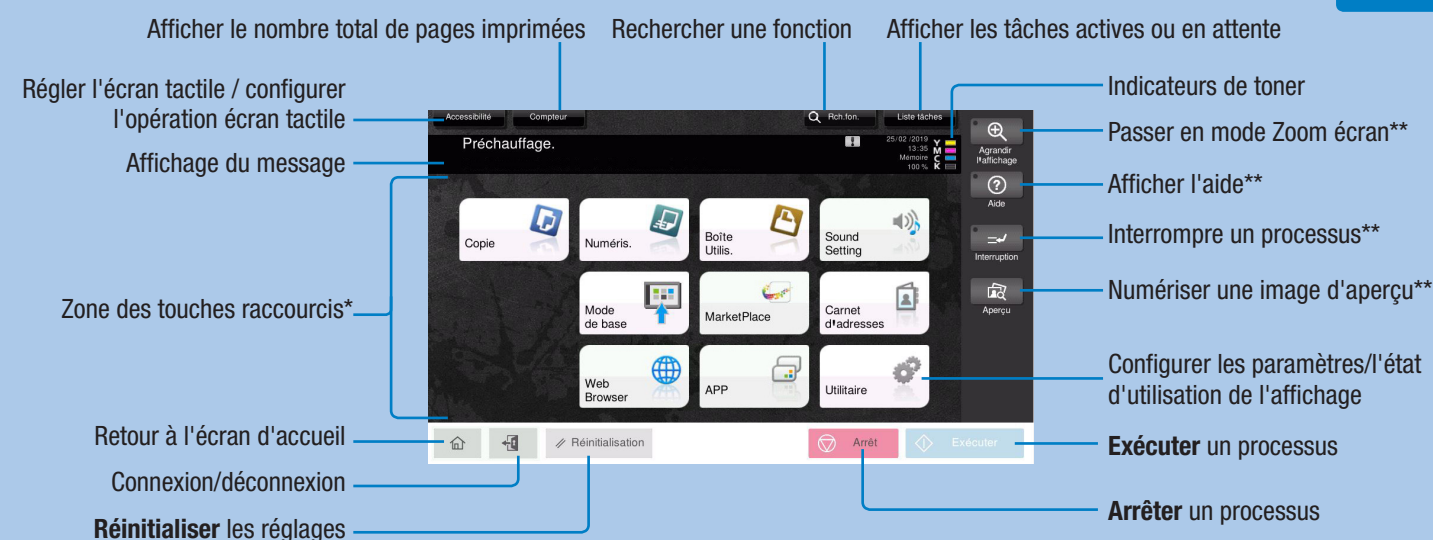 Afficher le nombre total de pages imprimées
Rechercher une fonction
Afficher les tâches actives ou en attente
Régler l'écran tactile / configurer
l'opération écran tactile
Affichage du message
Zone des touches raccourcis*
Retour à l'écran d'accueil
Connexion/déconnexion
Réinitialiser les réglages
Accessibilité
Compteur
Rch.fon.
Liste tâches
Préchauffage.
25/02 /2019
13:35
Mémoire
100 %
Y
M
C
K
Copie
Numéris.
Boîte
Utilis.
Sound
Setting
Mode
de base
MarketPlace
Carnet
d'adresses
Web
Browser
APP
Utilitaire
Agrandir
l'affichage
Aide
Interruption
Aperçu
Réinitialisation
Arrêt
Exécuter
Indicateurs de toner
Passer en mode Zoom écran**
Afficher l'aide**
Interrompre un processus**
Numériser une image d'aperçu**
Configurer les paramètres/l'état
d'utilisation de l'affichage
Exécuter un processus
Arrêter un processus